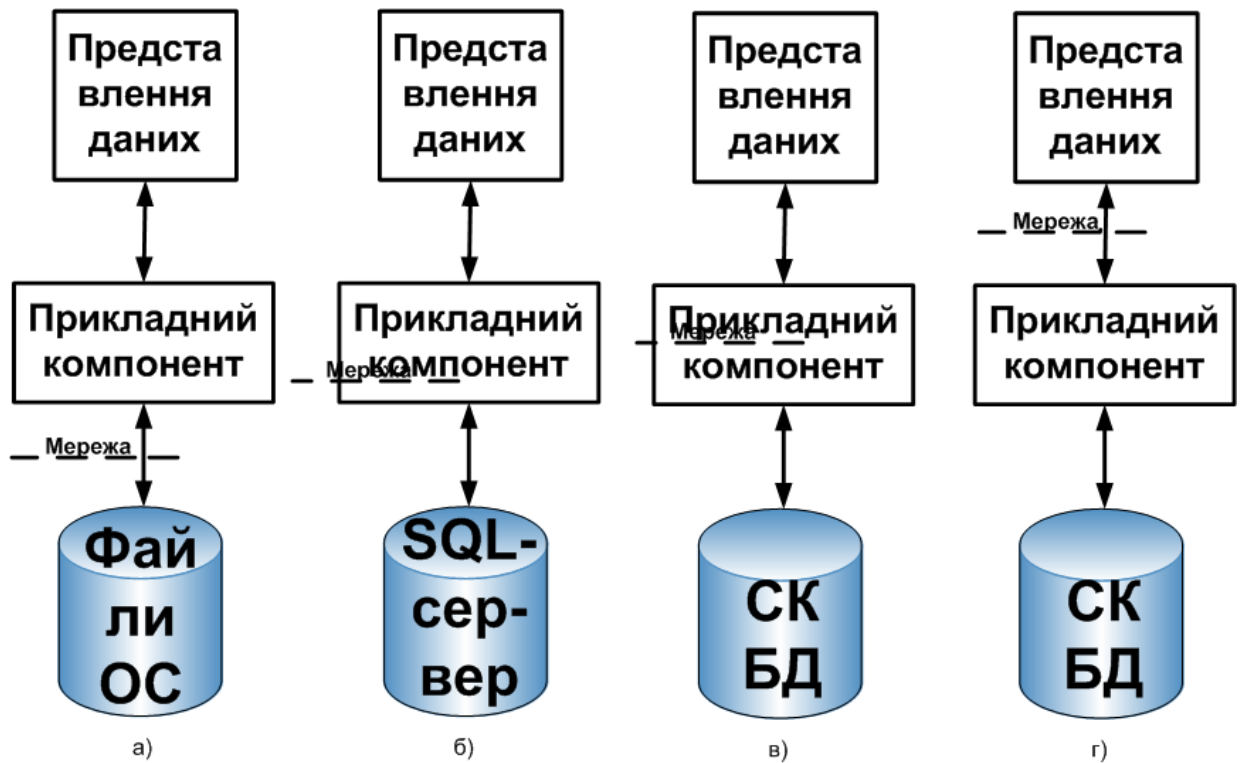 Предста
влення
даних
Предста
влення
даних
Предста
влення
даних
Предста
влення
даних
Мережа
Прикладний
компонент
Прикладний
компонент
Прикладний
компонент
Прикладний
компонент
Мережа
Мережа
Мережа
Фай
ли
ОС
SQL-
сер-
вер
СК
БД
СК
БД
а)
б)
в)
г)